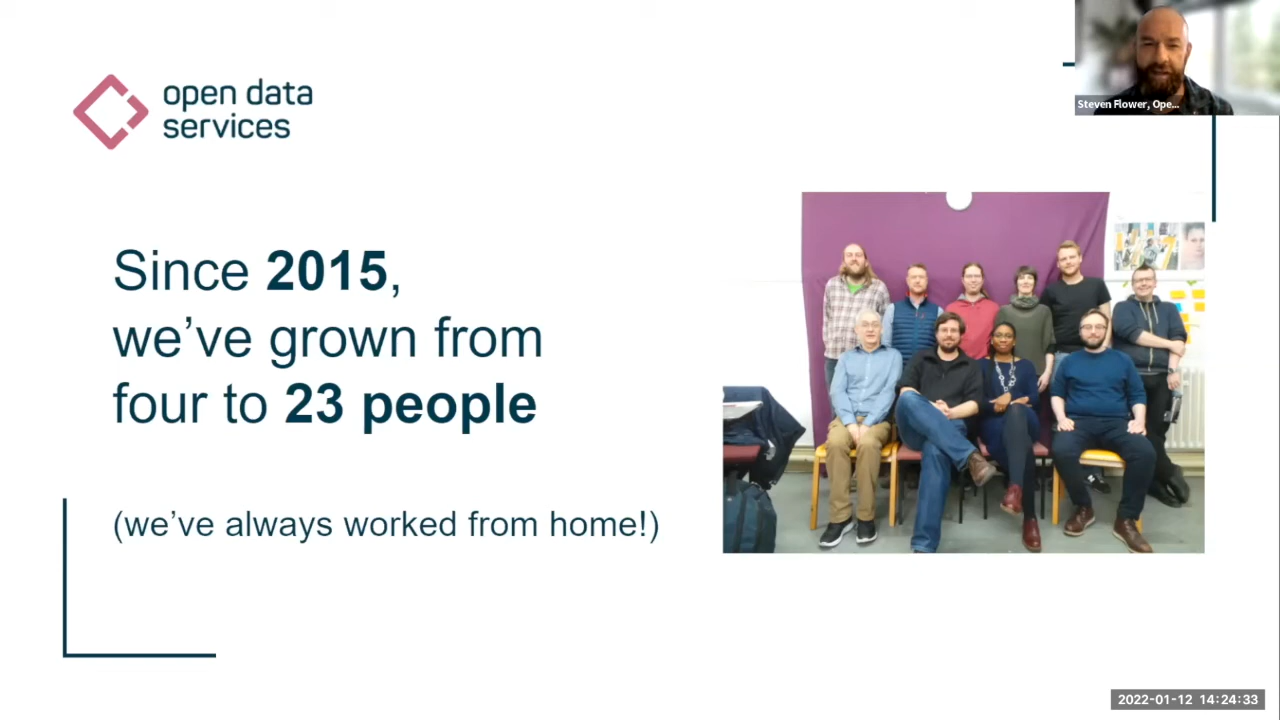 open data
services
Steven Flower, Ope...
Since 2015,
we’ve grown from
four to 23 people
(we’ve always worked from home!)
2022-01-12 14:24:33